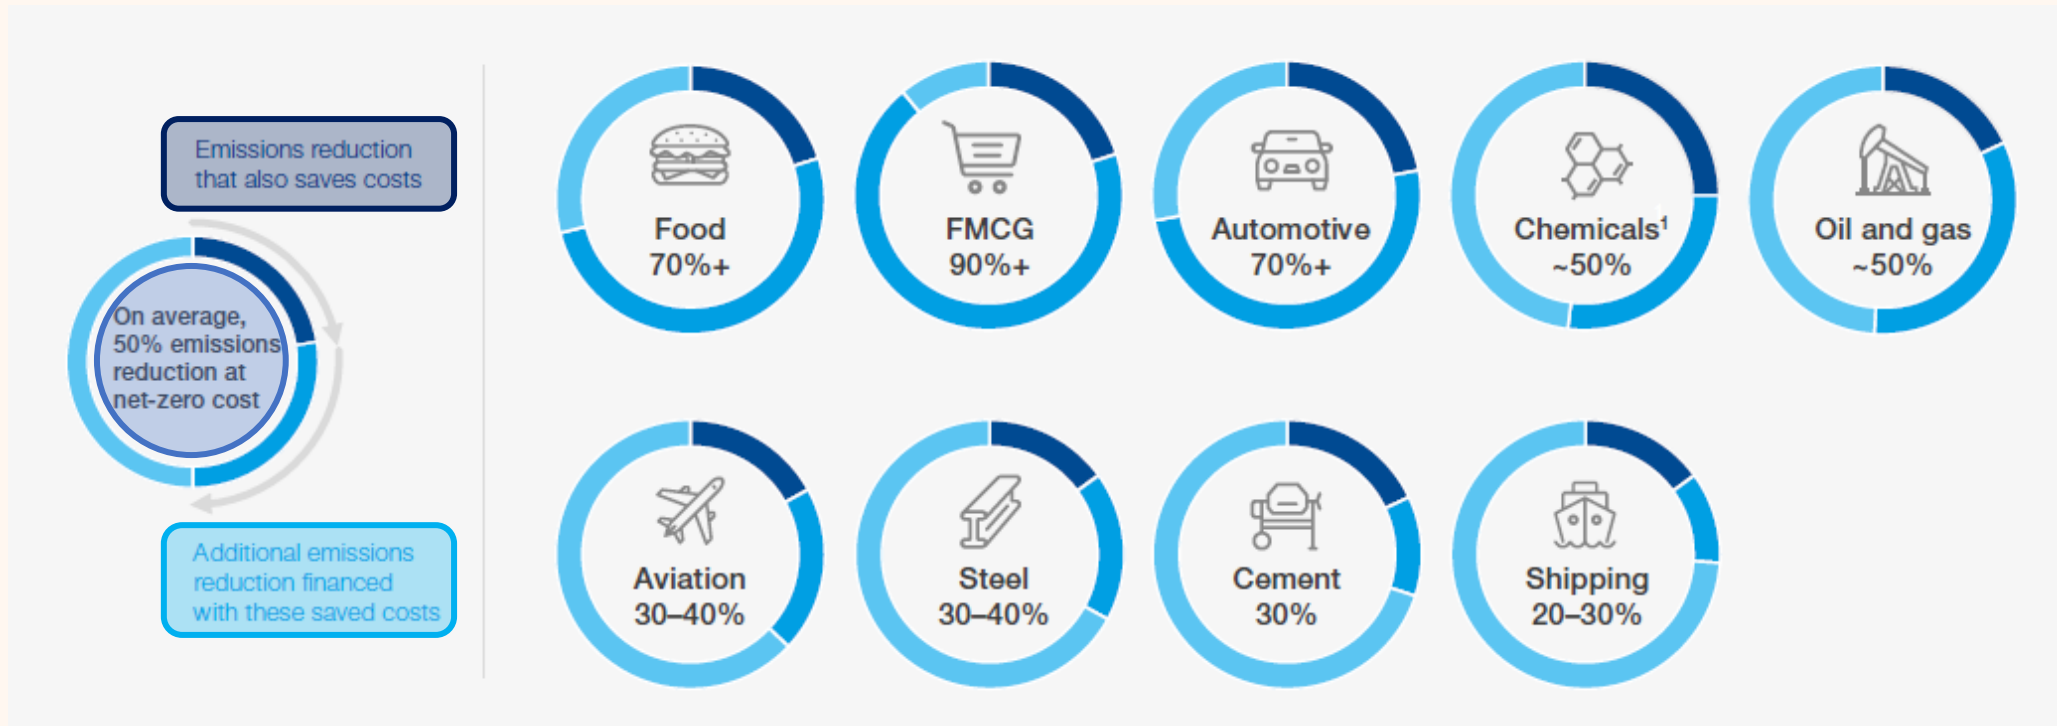 Emissions reduction
that also saves costs
On average,
50% emissions
reduction at
net-zero cost
Additional emissions
reduction financed
with these saved costs
Food
70%+
FMCG
90%+
Automotive
70%+
Chemicals¹
~50%
Oil and gas
~50%
Aviation
30–40%
Steel
30–40%
Cement
30%
Shipping
20–30%